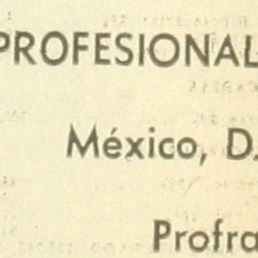 PROFESIONAL
México, D.
Profra